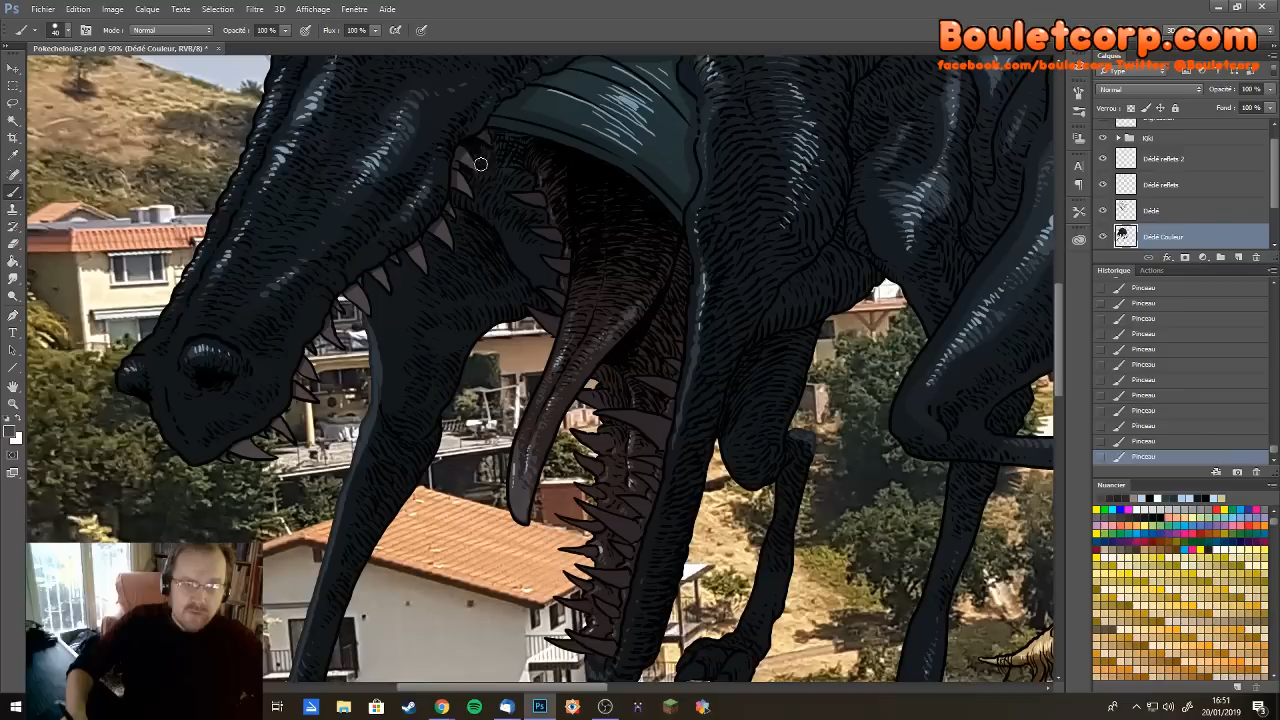 Ps Fichier Edition Image Calque Texte Sélection Filtre 3D Affichage Fenêtre Aide
40 Mode : Normal Opacité : 100 % Flux : 100 %
Bouletcorp.com
facebook.com/bouletcorp Twitter: @Bouletcorp
Pokechelou82.psd @ 50% (Dédé Couleur, RVB/8) *
Calques
Type
Normal Opacité : 100 %
Verrou : Fond : 100 %
Kiki
Dédé reflets 2
Dédé reflets
Dédé
Dédé Couleur
Historique Actions
Pinceau
Pinceau
Pinceau
Pinceau
Pinceau
Pinceau
Pinceau
Pinceau
Pinceau
Pinceau
Pinceau
Pinceau
Nuancier
16:51
20/01/2019